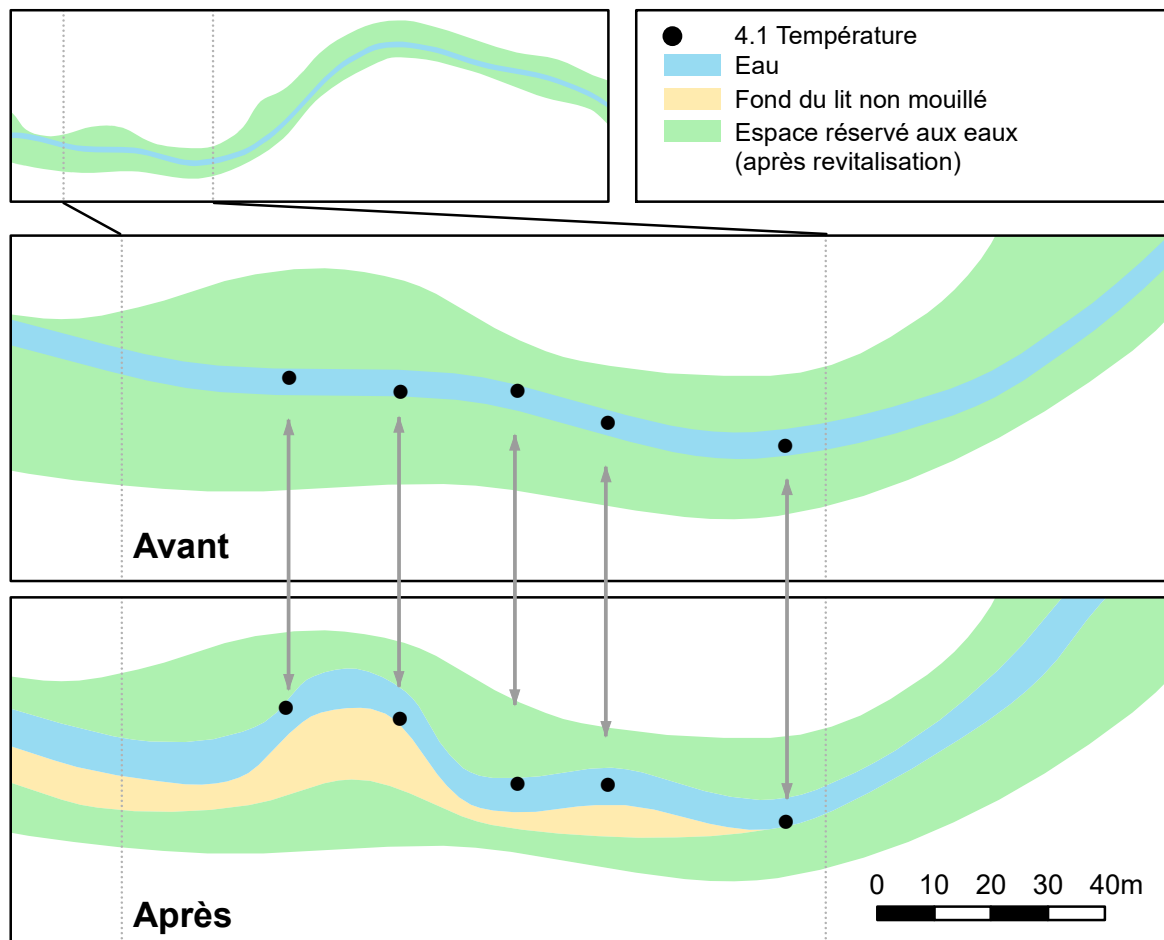 4.1 Température
Eau
Fond du lit non mouillé
Espace réservé aux eaux
(après revitalisation)
Avant
Après
0 10 20 30 40m